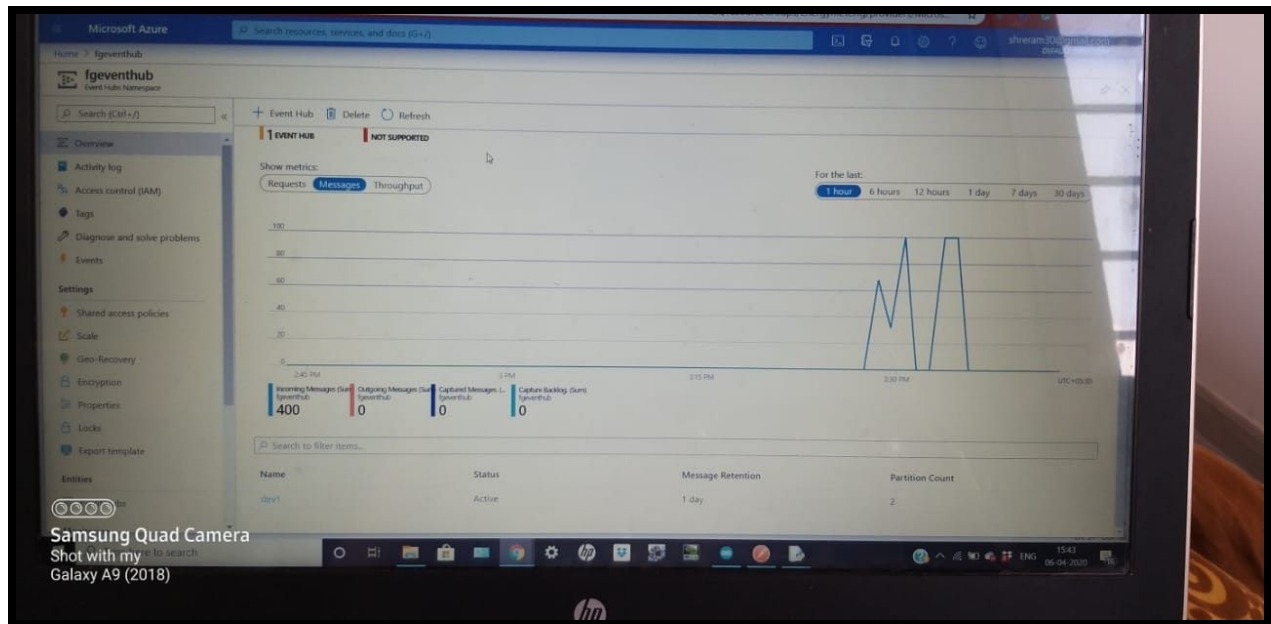 Microsoft Azure
Search resources, services, and docs (G+/)
Home > fgeventhub
fgeventhub
Event Hubs Namespace
Search (Ctrl+/)
«
+ Event Hub Delete Refresh
1 EVENT HUB NOT SUPPORTED
Overview
Activity log
Access control (IAM)
Tags
Diagnose and solve problems
Events
Settings
Shared access policies
Scale
Geo-Recovery
Encryption
Properties
Locks
Export template
Entities
Show metrics:
Requests Messages Throughput
For the last:
1 hour 6 hours 12 hours 1 day 7 days 30 days
100
80
60
40
20
0
2:45 PM 3 PM 3:15 PM 3:30 PM UTC+05:30
Incoming Messages (Sum) Outgoing Messages (Sum Captured Messages (... Capture Backlog (Sum)
fgeventhub fgeventhub fgeventhub fgeventhub
400 0 0 0
Search to filter items...
Name Status Message Retention Partition Count
dev1 Active 1 day 2
Samsung Quad Camera
Shot with my
Galaxy A9 (2018)
here to search
hp
ENG 15:43
06-04-2020
hp